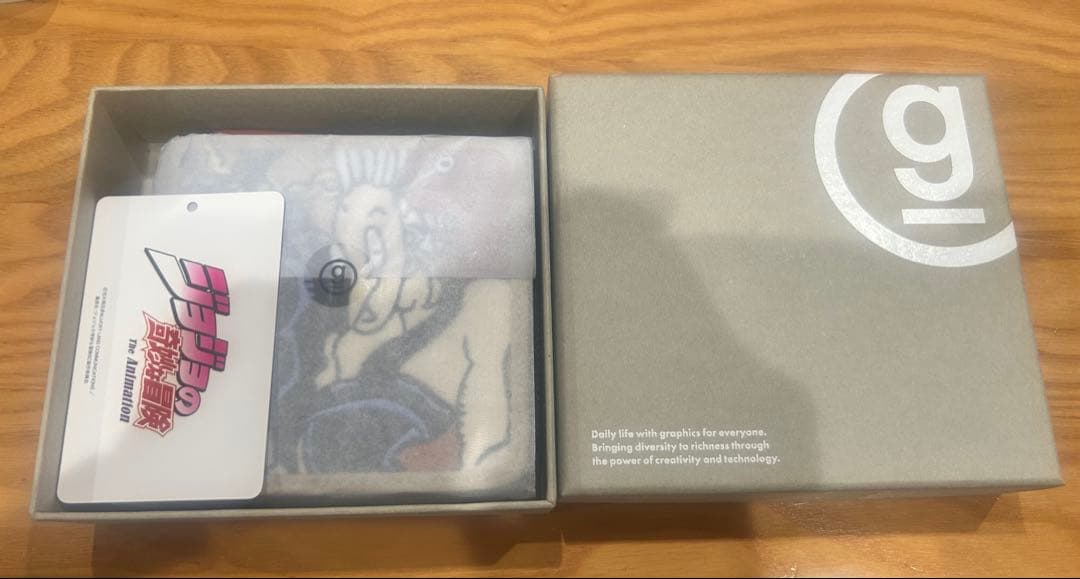 ジョジョの
奇妙な冒険
The Animation
g
g
Daily life with graphics for everyone.
Bringing diversity to richness through
the power of creativity and technology.